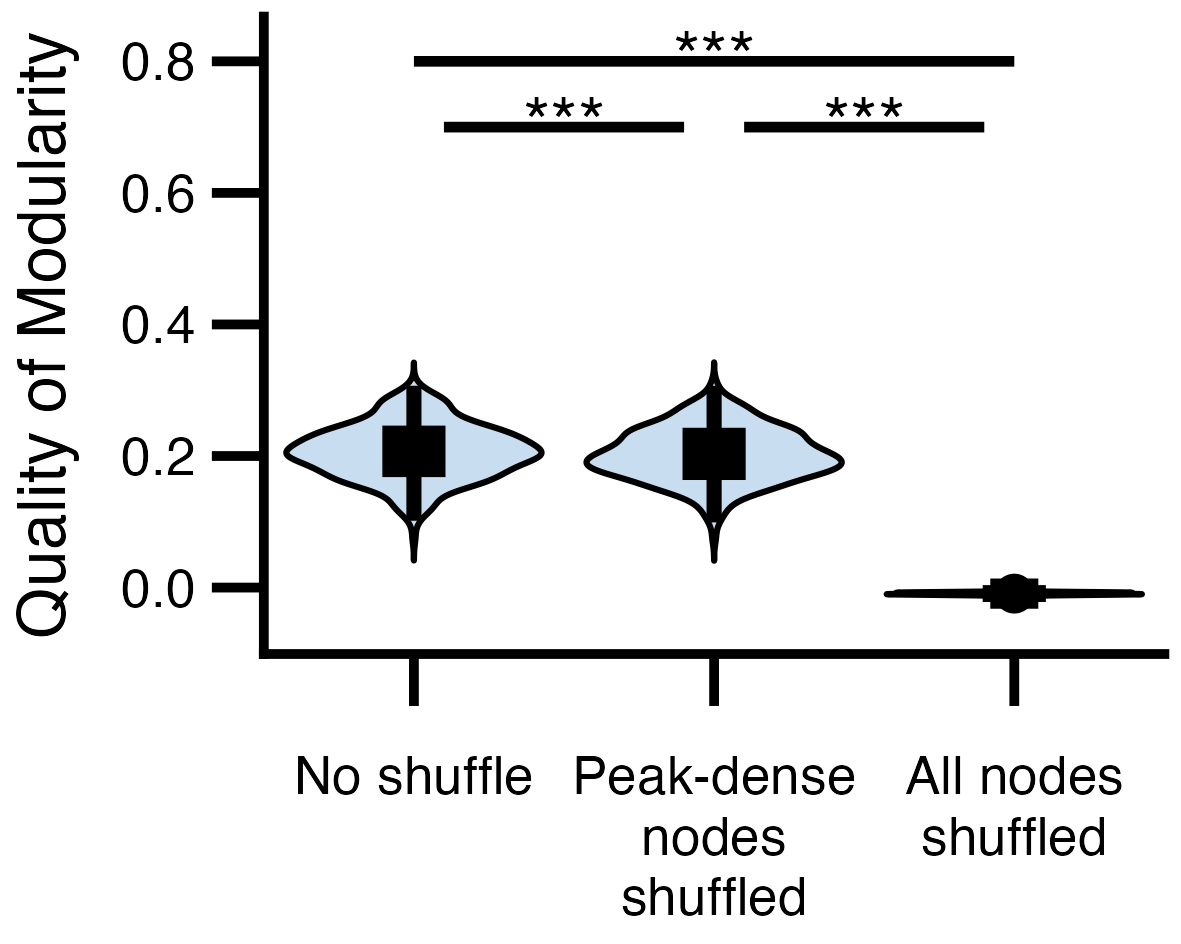 Quality of Modularity
0.8
0.6
0.4
0.2
0.0
***
***
***
No shuffle
Peak-dense
nodes
shuffled
All nodes
shuffled